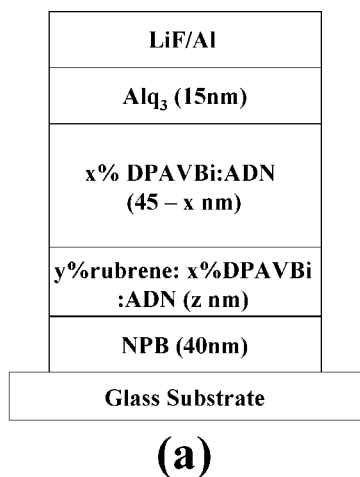 LiF/Al
Alq3 (15nm)
x% DPAVBi:ADN
(45 – x nm)
y%rubrene: x%DPAVBi
:ADN (z nm)
NPB (40nm)
Glass Substrate
(a)